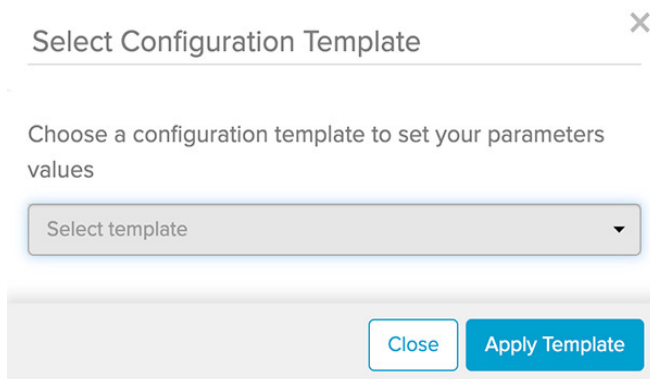 Select Configuration Template
Choose a configuration template to set your parameters
values
Select template
Close
Apply Template